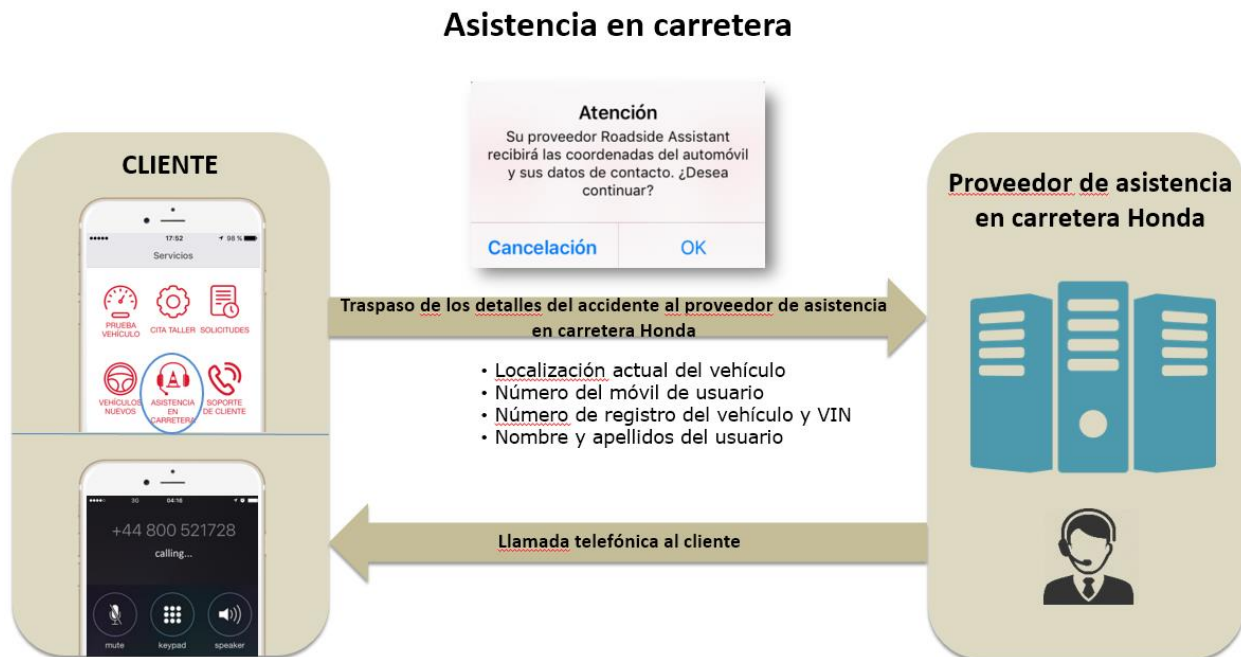 Asistencia en carretera
Atención
Su proveedor Roadside Assistant
recibirá las coordenadas del automóvil
y sus datos de contacto. ¿Desea
continuar?
Cancelación
OK
CLIENTE
17:52
98 %
Servicios
PRUEBA
VEHÍCULO
CITA TALLER
SOLICITUDES
VEHÍCULOS
NUEVOS
ASISTENCIA
EN
CARRETERA
SOPORTE
DE CLIENTE
Traspaso de los detalles del accidente al proveedor de asistencia
en carretera Honda
• Localización actual del vehículo
• Número del móvil de usuario
• Número de registro del vehículo y VIN
• Nombre y apellidos del usuario
Proveedor de asistencia
en carretera Honda
3G
04:16
+44 800 521728
calling...
mute
keypad
speaker
Llamada telefónica al cliente